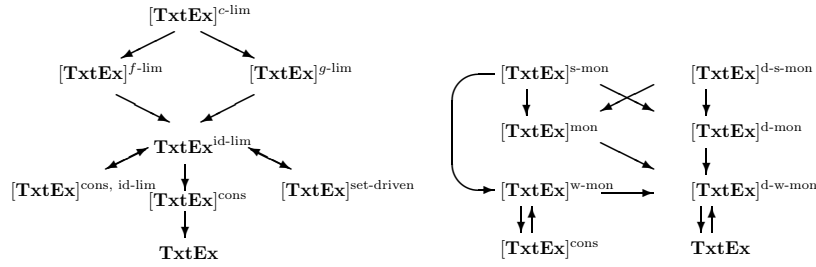 [TxtEx]^{c-lim}
[TxtEx]^{f-lim} [TxtEx]^{g-lim} [TxtEx]^{s-mon} [TxtEx]^{d-s-mon}
[TxtEx]^{mon} [TxtEx]^{d-mon}
TxtEx^{id-lim}
[TxtEx]^{cons, id-lim} [TxtEx]^{set-driven} [TxtEx]^{w-mon} [TxtEx]^{d-w-mon}
[TxtEx]^{cons}
TxtEx [TxtEx]^{cons} TxtEx